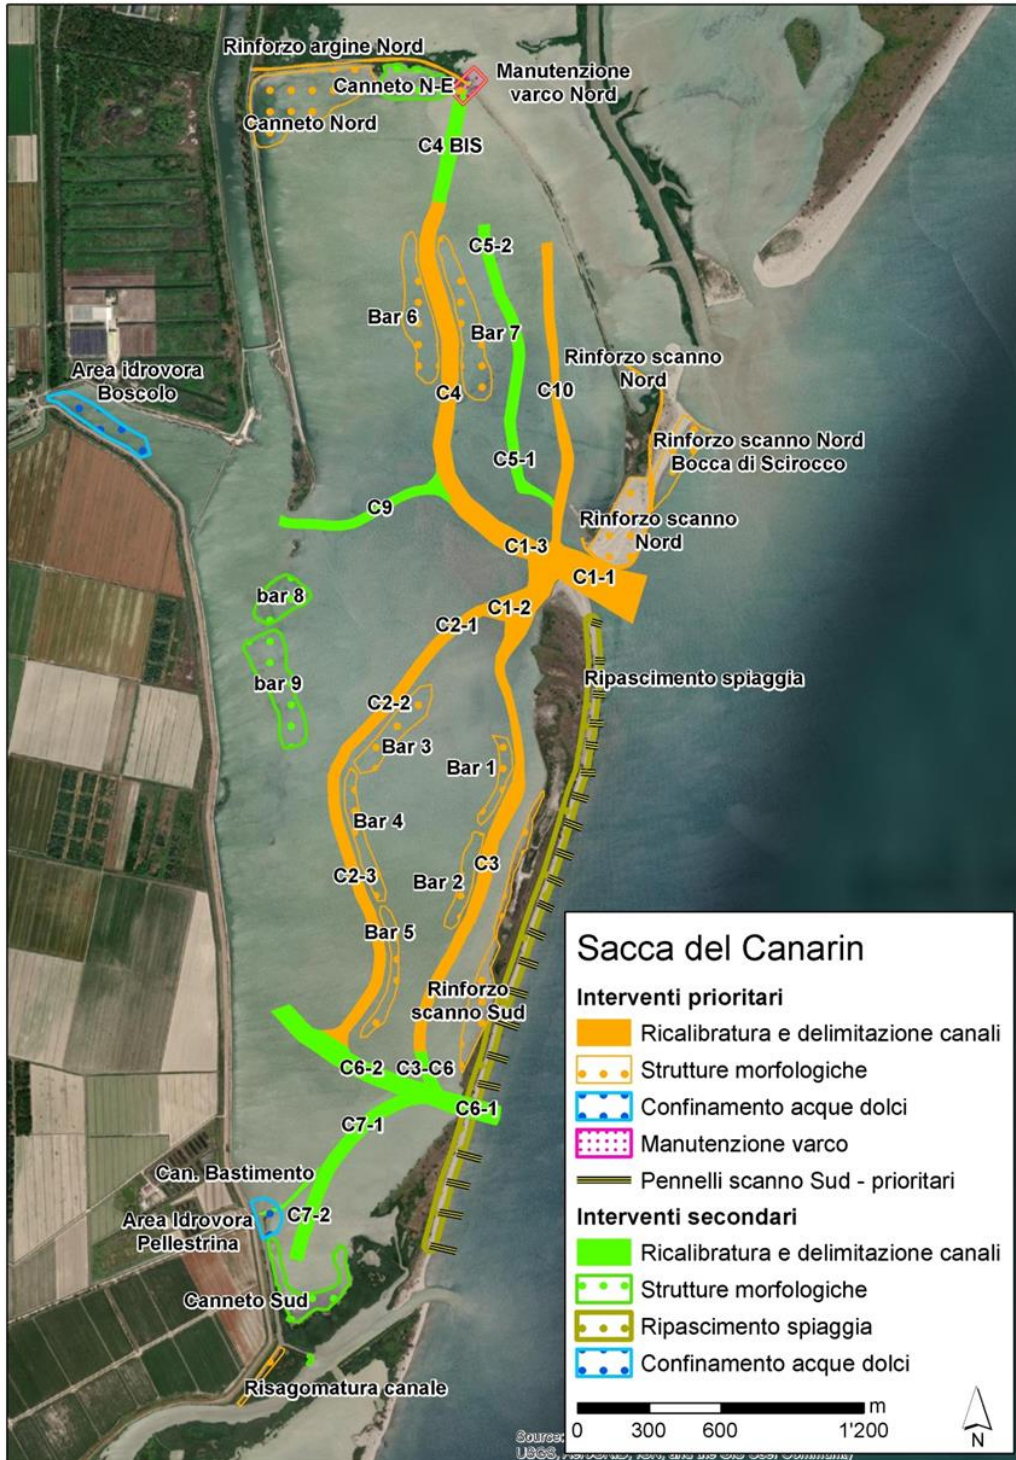 Rinforzo argine Nord
Canneto N-E
Manutenzione
varco Nord
Canneto Nord
C4 BIS
C5-2
Bar 6
Bar 7
Rinforzo scanno
Nord
Area idrovora
Boscolo
C4
C10
Rinforzo scanno Nord
Bocca di Scirocco
C5-1
C9
Rinforzo scanno
Nord
C1-3
C1-1
bar 8
C1-2
C2-1
bar 9
Ripascimento spiaggia
C2-2
Bar 3
Bar 1
Bar 4
C3
C2-3
Bar 2
Bar 5
Rinforzo
scanno Sud
C6-2
C3-C6
C6-1
C7-1
Can. Bastimento
Area Idrovora
Pellestrina
C7-2
Canneto Sud
Risagomatura canale
Sacca del Canarin
Interventi prioritari
Ricalibratura e delimitazione canali
Strutture morfologiche
Confinamento acque dolci
Manutenzione varco
Pennelli scanno Sud - prioritari
Interventi secondari
Ricalibratura e delimitazione canali
Strutture morfologiche
Ripascimento spiaggia
Confinamento acque dolci
m
0 300 600 1'200
N
Source: